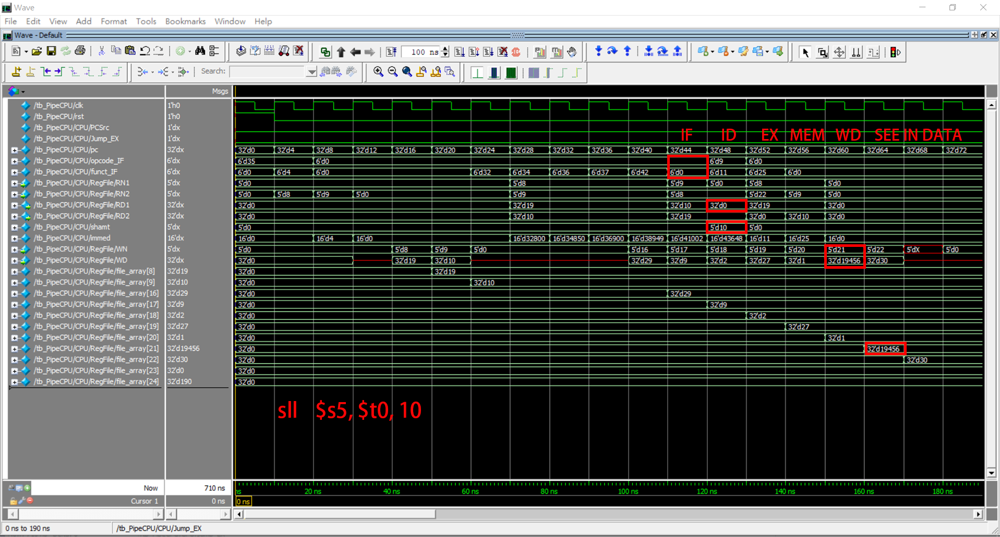 Wave
File Edit View Add Format Tools Bookmarks Window Help
Wave - Default
100 ns
Search:
Msgs
/tb_PipeCPU/clk 1'h0
/tb_PipeCPU/rst 1'h0
/tb_PipeCPU/CPU/PCSrc 1'dx
/tb_PipeCPU/CPU/Jump_EX 1'dx
IF ID EX MEM WD SEE IN DATA
/tb_PipeCPU/CPU/pc 32'dx 32'd0 32'd4 32'd8 32'd12 32'd16 32'd20 32'd24 32'd28 32'd32 32'd36 32'd40 32'd44 32'd48 32'd52 32'd56 32'd60 32'd64 32'd68 32'd72
/tb_PipeCPU/CPU/opcode_IF 6'dx 6'd35 6'd0 6'd9 6'd0
/tb_PipeCPU/CPU/funct_IF 6'dx 6'd0 6'd4 6'd0 6'd32 6'd34 6'd36 6'd37 6'd42 6'd0 6'd11 6'd25 6'd0
/tb_PipeCPU/CPU/RegFile/RN1 5'dx 5'd0 5'd8 5'd9 5'd0 5'd8 5'd0
/tb_PipeCPU/CPU/RegFile/RN2 5'dx 5'd0 5'd8 5'd9 5'd0 5'd9 5'd8 5'd22 5'd9 5'd0
/tb_PipeCPU/CPU/RegFile/RD1 32'dx 32'd0 32'd19 32'd10 32'd0 32'd19 32'd0
/tb_PipeCPU/CPU/RegFile/RD2 32'dx 32'd0 32'd10 32'd19 32'd0 32'd10 32'd0
/tb_PipeCPU/CPU/shamt 5'dx 5'd0 5'd10 5'd0
/tb_PipeCPU/CPU/immed 16'dx 16'd0 16'd4 16'd0 16'd32800 16'd34850 16'd36900 16'd38949 16'd41002 16'd43648 16'd11 16'd25 16'd0
/tb_PipeCPU/CPU/RegFile/WN 5'dx 5'd0 5'd8 5'd9 5'd0 5'd16 5'd17 5'd18 5'd19 5'd20 5'd21 5'd22 5'dX 5'd0
/tb_PipeCPU/CPU/RegFile/WD 32'dx 32'd0 32'd19 32'd10 32'd29 32'd9 32'd2 32'd27 32'd1 32'd19456 32'd30
/tb_PipeCPU/CPU/RegFile/file_array[8] 32'd19 32'd0 32'd19
/tb_PipeCPU/CPU/RegFile/file_array[9] 32'd10 32'd0 32'd10
/tb_PipeCPU/CPU/RegFile/file_array[16] 32'd29 32'd0 32'd29
/tb_PipeCPU/CPU/RegFile/file_array[17] 32'd9 32'd0 32'd9
/tb_PipeCPU/CPU/RegFile/file_array[18] 32'd2 32'd0 32'd2
/tb_PipeCPU/CPU/RegFile/file_array[19] 32'd27 32'd0 32'd27
/tb_PipeCPU/CPU/RegFile/file_array[20] 32'd1 32'd0 32'd1
/tb_PipeCPU/CPU/RegFile/file_array[21] 32'd19456 32'd0 32'd19456
/tb_PipeCPU/CPU/RegFile/file_array[22] 32'd30 32'd0 32'd30
/tb_PipeCPU/CPU/RegFile/file_array[23] 32'd0 32'd0
/tb_PipeCPU/CPU/RegFile/file_array[24] 32'd190 32'd0
sll $s5, $t0, 10
Now 710 ns ns 20 ns 40 ns 60 ns 80 ns 100 ns 120 ns 140 ns 160 ns 180 ns
Cursor 1 0 ns 0 ns
0 ns to 190 ns /tb_PipeCPU/CPU/Jump_EX